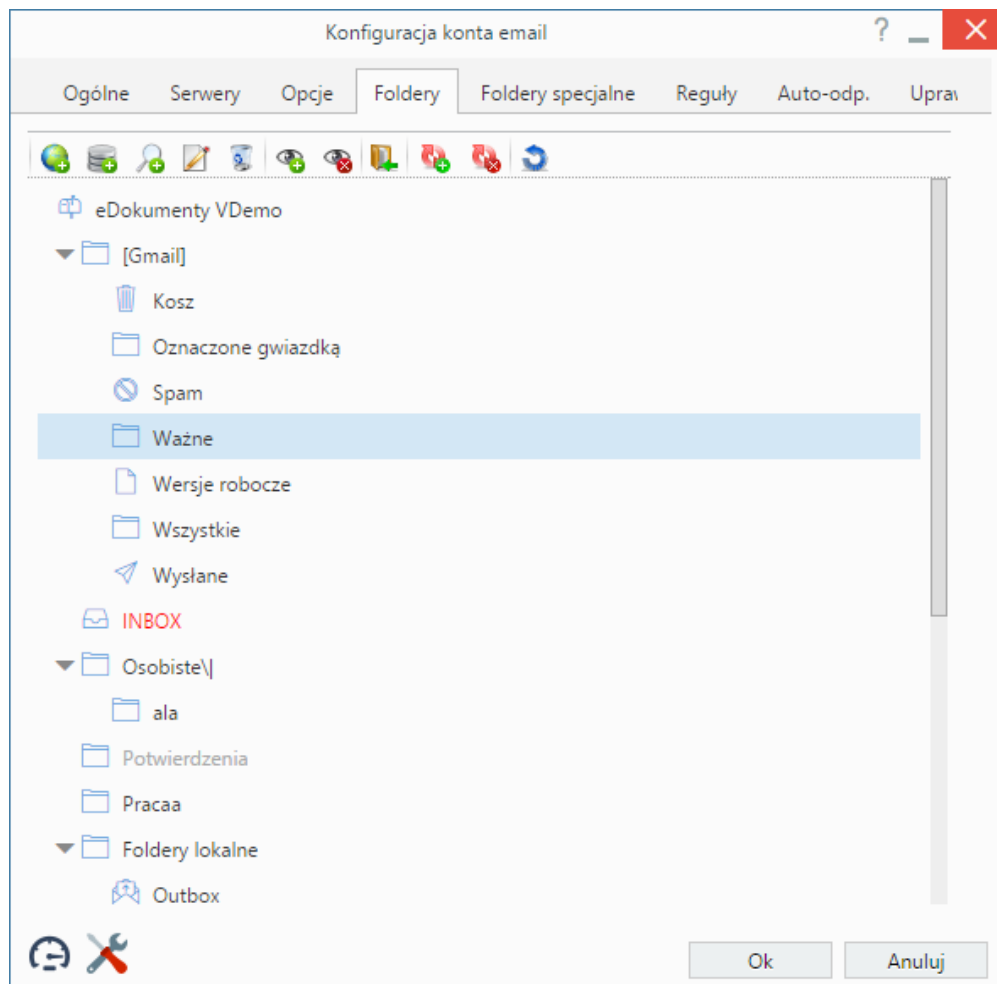 Konfiguracja konta email ?
Ogólne Serwery Opcje Foldery Foldery specjalne Reguły Auto-odp.
eDokumenty VDemo
[Gmail]
Kosz
Oznaczone gwiazdką
Spam
Ważne
Wersje robocze
Wszystkie
Wysłane
INBOX
Osobiste\|
ala
Potwierdzenia
Pracaa
Foldery lokalne
Outbox
Ok Anuluj